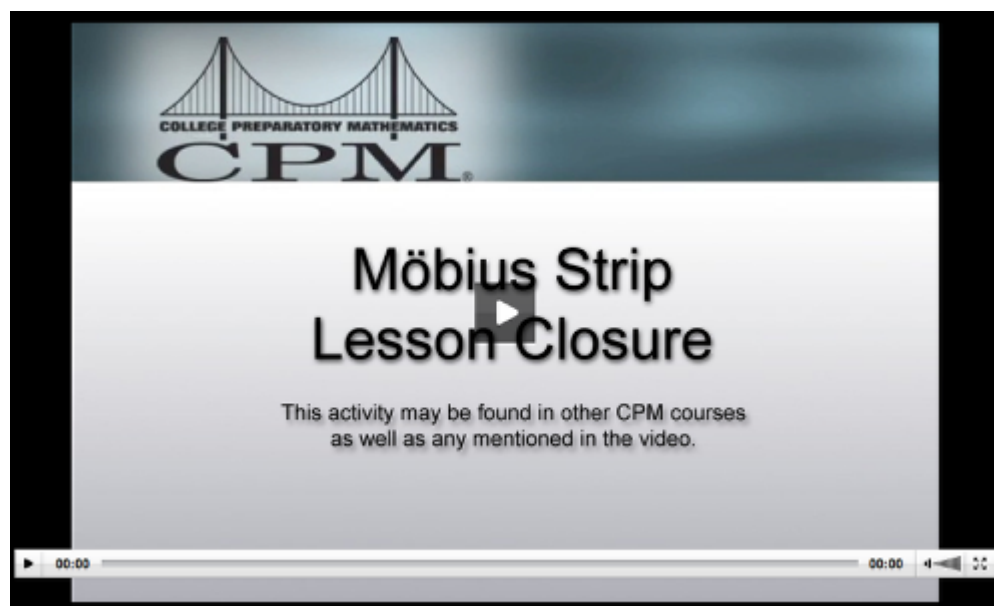 COLLEGE PREPARATORY MATHEMATICS
CPM®
Möbius Strip
Lesson Closure
This activity may be found in other CPM courses
as well as any mentioned in the video.
00:00 00:00